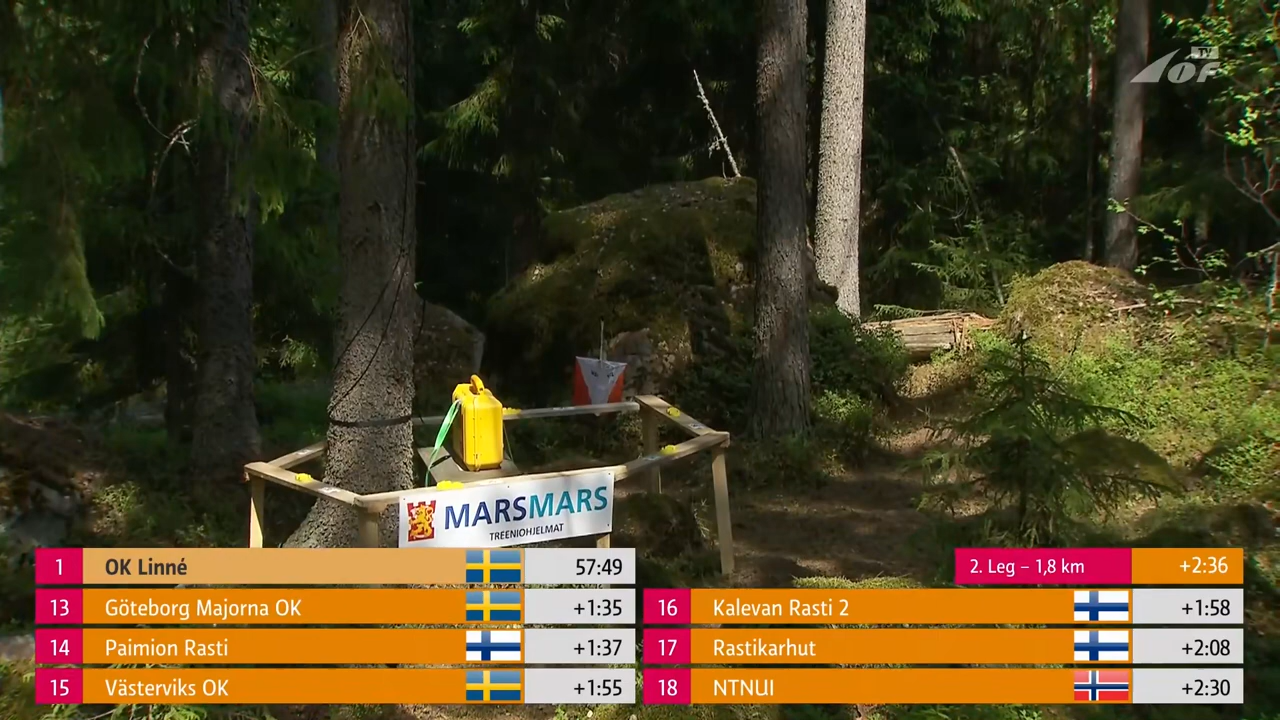 TV
OF
MARSMARS
TREENIOHJELMAT
1 OK Linné 57:49
2. Leg – 1,8 km +2:36
13 Göteborg Majorna OK +1:35
14 Paimion Rasti +1:37
15 Västerviks OK +1:55
16 Kalevan Rasti 2 +1:58
17 Rastikarhut +2:08
18 NTNUI +2:30